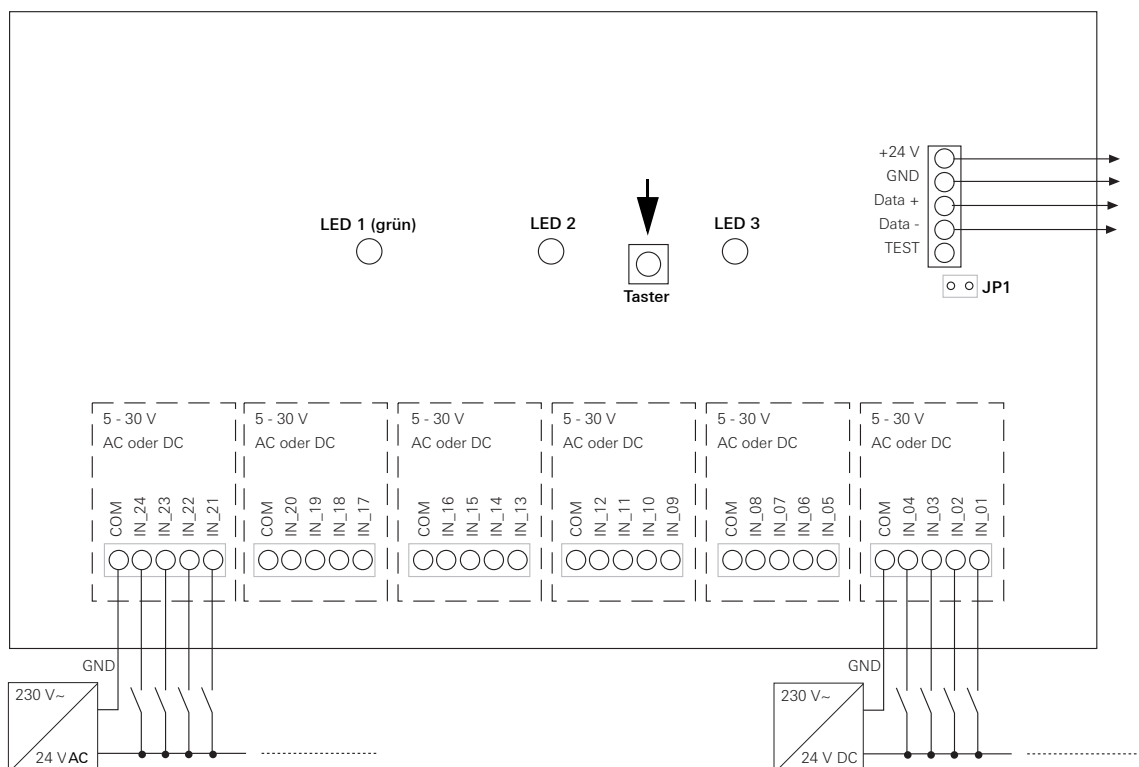 +24 V
GND
Data +
Data -
TEST
JP1
LED 1 (grün)
LED 2
LED 3
Taster
5 - 30 V
AC oder DC
COM
IN_24
IN_23
IN_22
IN_21
5 - 30 V
AC oder DC
COM
IN_20
IN_19
IN_18
IN_17
5 - 30 V
AC oder DC
COM
IN_16
IN_15
IN_14
IN_13
5 - 30 V
AC oder DC
COM
IN_12
IN_11
IN_10
IN_09
5 - 30 V
AC oder DC
COM
IN_08
IN_07
IN_06
IN_05
5 - 30 V
AC oder DC
COM
IN_04
IN_03
IN_02
IN_01
GND
230 V~
24 V AC
GND
230 V~
24 V DC